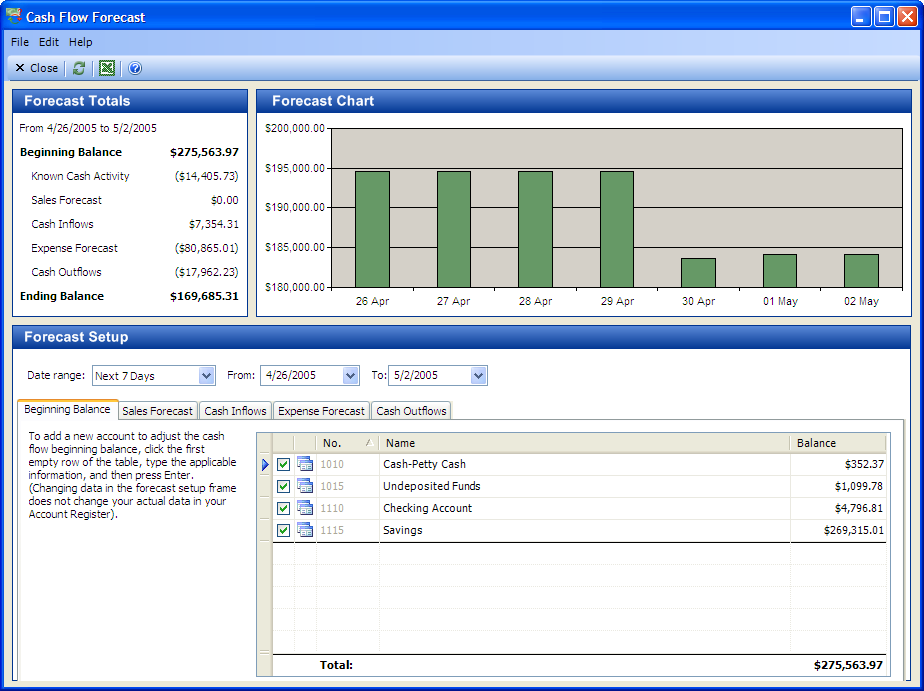 Cash Flow Forecast
File Edit Help
Close
Forecast Totals
From 4/26/2005 to 5/2/2005
Beginning Balance $275,563.97
Known Cash Activity ($14,405.73)
Sales Forecast $0.00
Cash Inflows $7,354.31
Expense Forecast ($80,865.01)
Cash Outflows ($17,962.23)
Ending Balance $169,685.31
Forecast Chart
$200,000.00
$195,000.00
$190,000.00
$185,000.00
$180,000.00
26 Apr 27 Apr 28 Apr 29 Apr 30 Apr 01 May 02 May
Forecast Setup
Date range: Next 7 Days From: 4/26/2005 To: 5/2/2005
Beginning Balance Sales Forecast Cash Inflows Expense Forecast Cash Outflows
To add a new account to adjust the cash
flow beginning balance, click the first
empty row of the table, type the applicable
information, and then press Enter.
(Changing data in the forecast setup frame
does not change your actual data in your
Account Register).
No. Name Balance
1010 Cash-Petty Cash $352.37
1015 Undeposited Funds $1,099.78
1110 Checking Account $4,796.81
1115 Savings $269,315.01
Total: $275,563.97